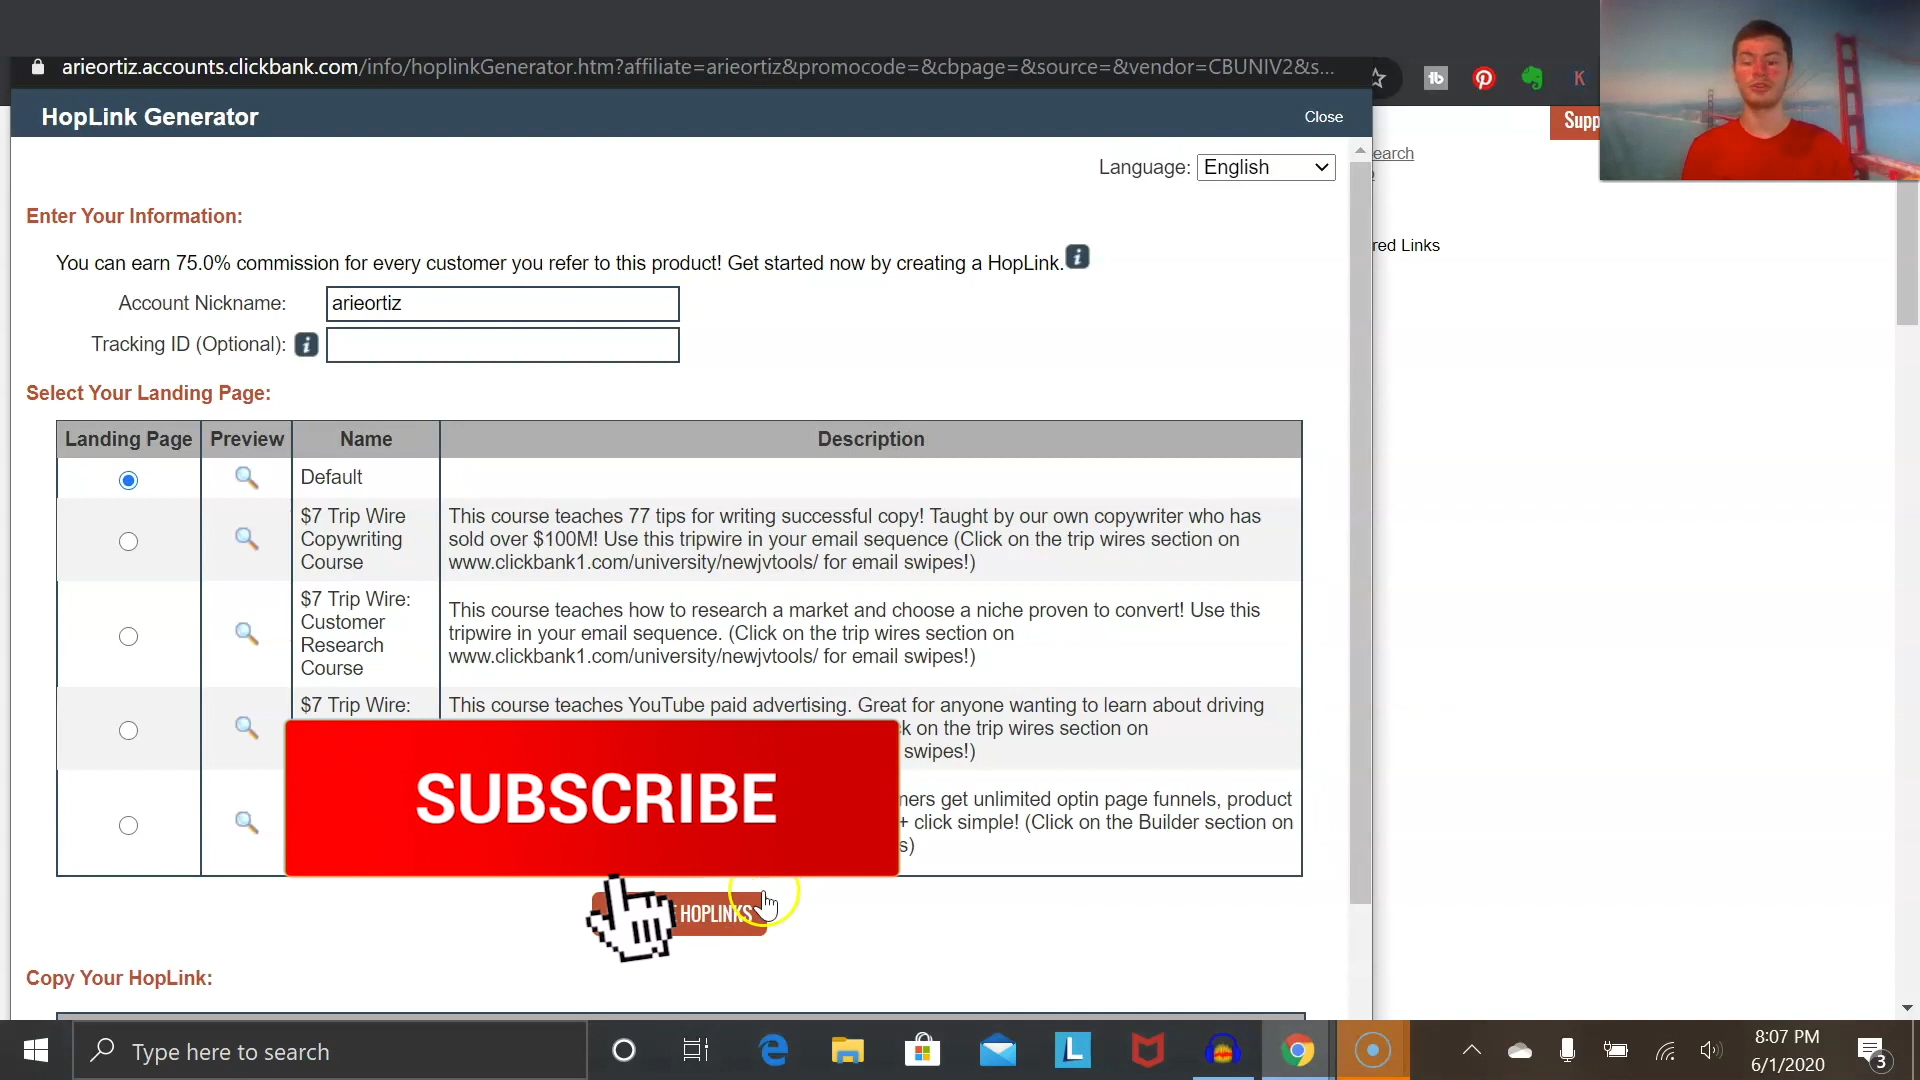 arieortiz.accounts.clickbank.com/info/hoplinkGenerator.htm?affiliate=arieortiz&promocode=&cbpage=&source=&vendor=CBUNIV2&s...
HopLink Generator
Close
Supp
earch
Language: English
Enter Your Information:
red Links
You can earn 75.0% commission for every customer you refer to this product! Get started now by creating a HopLink.
Account Nickname: arieortiz
Tracking ID (Optional):
Select Your Landing Page:
Landing Page Preview Name Description
Default
$7 Trip Wire
Copywriting
Course
This course teaches 77 tips for writing successful copy! Taught by our own copywriter who has
sold over $100M! Use this tripwire in your email sequence (Click on the trip wires section on
www.clickbank1.com/university/newjvtools/ for email swipes!)
$7 Trip Wire:
Customer
Research
Course
This course teaches how to research a market and choose a niche proven to convert! Use this
tripwire in your email sequence. (Click on the trip wires section on
www.clickbank1.com/university/newjvtools/ for email swipes!)
$7 Trip Wire:
This course teaches YouTube paid advertising. Great for anyone wanting to learn about driving
k on the trip wires section on
swipes!)
ners get unlimited optin page funnels, product
+ click simple! (Click on the Builder section on
s)
SUBSCRIBE
HOPLINKS
Copy Your HopLink:
Type here to search
8:07 PM
6/1/2020
3